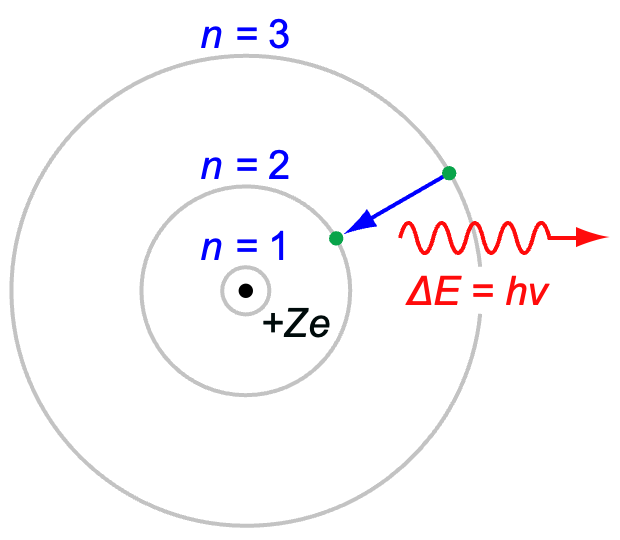 n = 3
n = 2
n = 1
+Ze
ΔE = hν